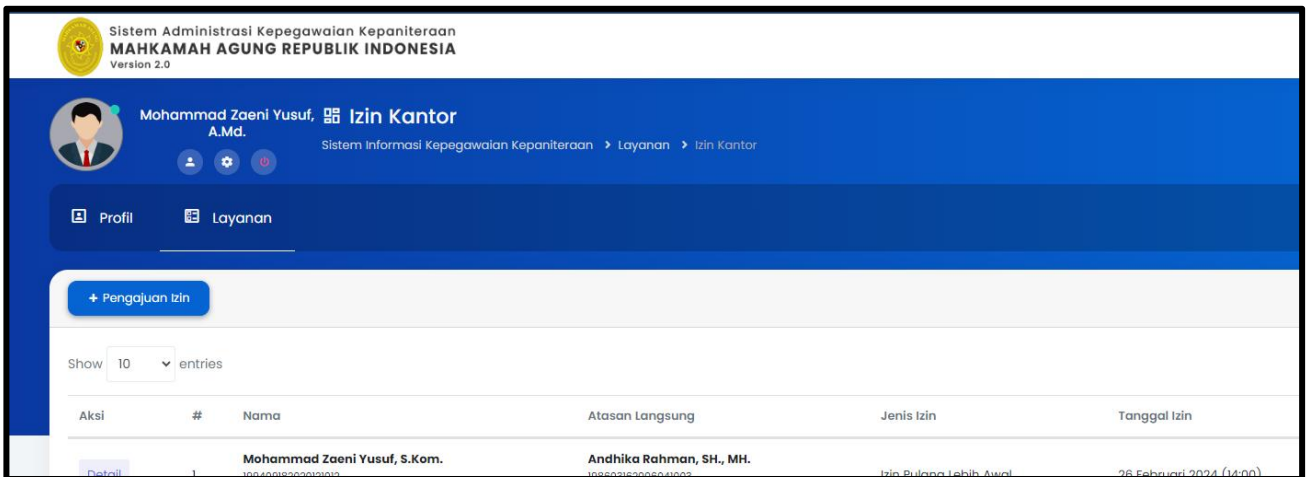 Sistem Administrasi Kepegawaian Kepaniteraan
MAHKAMAH AGUNG REPUBLIK INDONESIA
Version 2.0
Mohammad Zaeni Yusuf,
A.Md.
Izin Kantor
Sistem Informasi Kepegawaian Kepaniteraan > Layanan > Izin Kantor
Profil Layanan
+ Pengajuan Izin
Show 10 entries
Aksi # Nama Atasan Langsung Jenis Izin Tanggal Izin
Mohammad Zaeni Yusuf, S.Kom. Andhika Rahman, SH., MH.
Detail 1 Izin Pulang Lebih Awal 26 Februari 2024 (14:00)